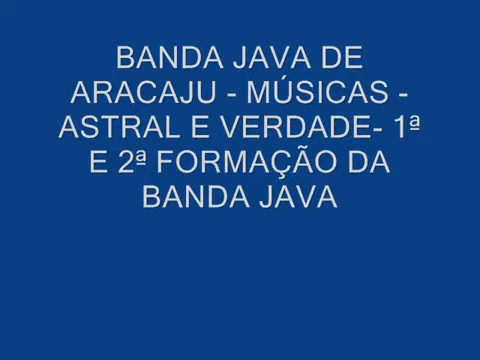 BANDA JAVA DE
ARACAJU - MÚSICAS -
ASTRAL E VERDADE- 1ª
E 2ª FORMAÇÃO DA
BANDA JAVA